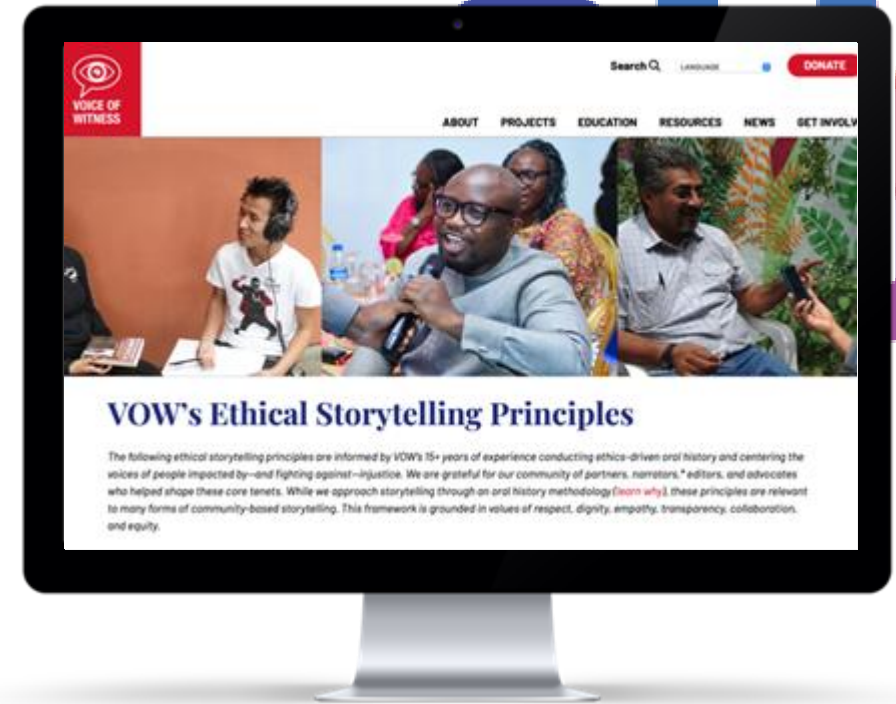 VOICE OF
WITNESS
Search
LANGUAGE
DONATE
ABOUT PROJECTS EDUCATION RESOURCES NEWS GET INVOLV
VOW's Ethical Storytelling Principles
The following ethical storytelling principles are informed by VOW's 15+ years of experience conducting ethics-driven oral history and centering the
voices of people impacted by—and fighting against—injustice. We are grateful for our community of partners, narrators,* editors, and advocates
who helped shape these core tenets. While we approach storytelling through an oral history methodology (learn why), these principles are relevant
to many forms of community-based storytelling. This framework is grounded in values of respect, dignity, empathy, transparency, collaboration,
and equity.